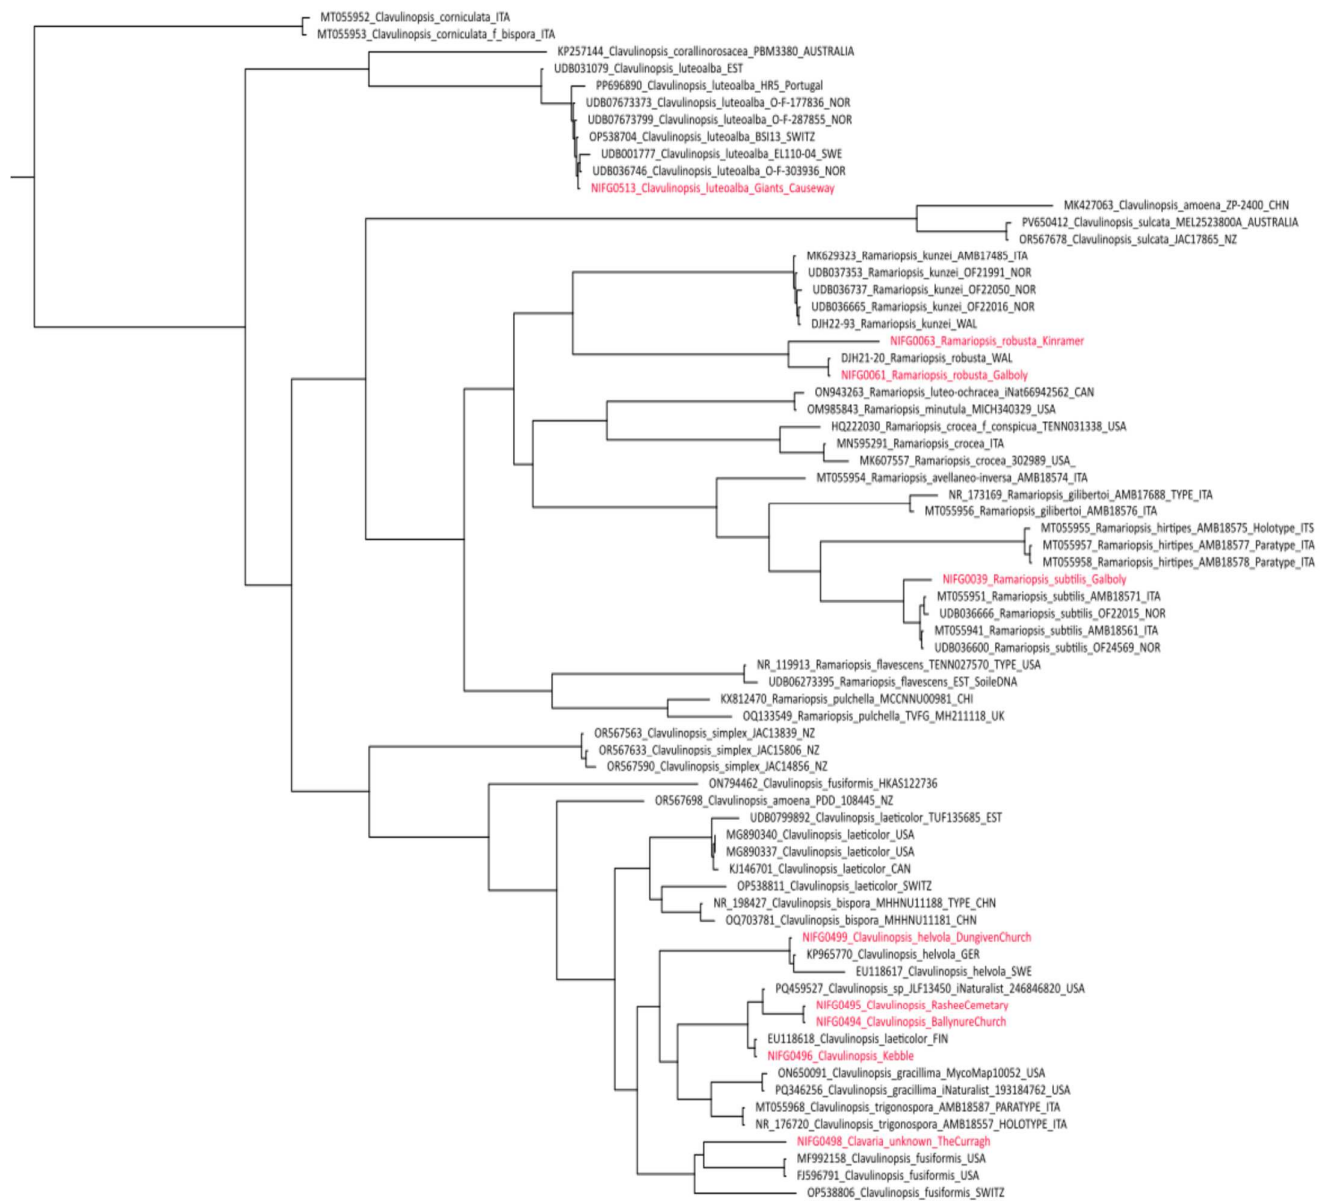 MT055952_Clavulinopsis_corniculata_ITA
MT055953_Clavulinopsis_corniculata_f_bispora_ITA
KP257144_Clavulinopsis_corallinorosacea_PBM3380_AUSTRALIA
UDB031079_Clavulinopsis_luteoalba_EST
PP696890_Clavulinopsis_luteoalba_HR5_Portugal
UDB07673373_Clavulinopsis_luteoalba_O-F-177836_NOR
UDB07673799_Clavulinopsis_luteoalba_O-F-287855_NOR
OP538704_Clavulinopsis_luteoalba_BSI13_SWITZ
UDB001777_Clavulinopsis_luteoalba_EL110-04_SWE
UDB036746_Clavulinopsis_luteoalba_O-F-303936_NOR
NIFG0513_Clavulinopsis_luteoalba_Giants_Causeway
MK427063_Clavulinopsis_amoena_ZP-2400_CHN
PV650412_Clavulinopsis_sulcata_MEL2523800A_AUSTRALIA
OR567678_Clavulinopsis_sulcata_JAC17865_NZ
MK629323_Ramariopsis_kunzei_AMB17485_ITA
UDB037353_Ramariopsis_kunzei_OF21991_NOR
UDB036737_Ramariopsis_kunzei_OF22050_NOR
UDB036665_Ramariopsis_kunzei_OF22016_NOR
DJH22-93_Ramariopsis_kunzei_WAL
NIFG0063_Ramariopsis_robusta_Kinramer
DJH21-20_Ramariopsis_robusta_WAL
NIFG0061_Ramariopsis_robusta_Galboly
ON943263_Ramariopsis_luteo-ochracea_iNat66942562_CAN
OM985843_Ramariopsis_minutula_MICH340329_USA
HQ222030_Ramariopsis_crocea_f_conspicua_TENN031338_USA
MN595291_Ramariopsis_crocea_ITA
MK607557_Ramariopsis_crocea_302989_USA_
MT055954_Ramariopsis_avellaneo-inversa_AMB18574_ITA
NR_173169_Ramariopsis_gilibertoi_AMB17688_TYPE_ITA
MT055956_Ramariopsis_gilibertoi_AMB18576_ITA
MT055955_Ramariopsis_hirtipes_AMB18575_Holotype_ITS
MT055957_Ramariopsis_hirtipes_AMB18577_Paratype_ITA
MT055958_Ramariopsis_hirtipes_AMB18578_Paratype_ITA
NIFG0039_Ramariopsis_subtilis_Galboly
MT055951_Ramariopsis_subtilis_AMB18571_ITA
UDB036666_Ramariopsis_subtilis_OF22015_NOR
MT055941_Ramariopsis_subtilis_AMB18561_ITA
UDB036600_Ramariopsis_subtilis_OF24569_NOR
NR_119913_Ramariopsis_flavescens_TENN027570_TYPE_USA
UDB06273395_Ramariopsis_flavescens_EST_SoileDNA
KX812470_Ramariopsis_pulchella_MCCNNU00981_CHI
OQ133549_Ramariopsis_pulchella_TVFG_MH211118_UK
OR567563_Clavulinopsis_simplex_JAC13839_NZ
OR567633_Clavulinopsis_simplex_JAC15806_NZ
OR567590_Clavulinopsis_simplex_JAC14856_NZ
ON794462_Clavulinopsis_fusiformis_HKAS122736
OR567698_Clavulinopsis_amoena_PDD_108445_NZ
UDB0799892_Clavulinopsis_laeticolor_TUF135685_EST
MG890340_Clavulinopsis_laeticolor_USA
MG890337_Clavulinopsis_laeticolor_USA
KJ146701_Clavulinopsis_laeticolor_CAN
OP538811_Clavulinopsis_laeticolor_SWITZ
NR_198427_Clavulinopsis_bispora_MHHNU11188_TYPE_CHN
OQ703781_Clavulinopsis_bispora_MHHNU11181_CHN
NIFG0499_Clavulinopsis_helvola_DungivenChurch
KP965770_Clavulinopsis_helvola_GER
EU118617_Clavulinopsis_helvola_SWE
PQ459527_Clavulinopsis_sp_JLF13450_iNaturalist_246846820_USA
NIFG0495_Clavulinopsis_RasheeCemetary
NIFG0494_Clavulinopsis_BallynureChurch
EU118618_Clavulinopsis_laeticolor_FIN
NIFG0496_Clavulinopsis_Kebble
ON650091_Clavulinopsis_gracillima_MycoMap10052_USA
PQ346256_Clavulinopsis_gracillima_iNaturalist_193184762_USA
MT055968_Clavulinopsis_trigonospora_AMB18587_PARATYPE_ITA
NR_176720_Clavulinopsis_trigonospora_AMB18557_HOLOTYPE_ITA
NIFG0498_Clavaria_unknown_TheCurragh
MF992158_Clavulinopsis_fusiformis_USA
FJ596791_Clavulinopsis_fusiformis_USA
OP538806_Clavulinopsis_fusiformis_SWITZ